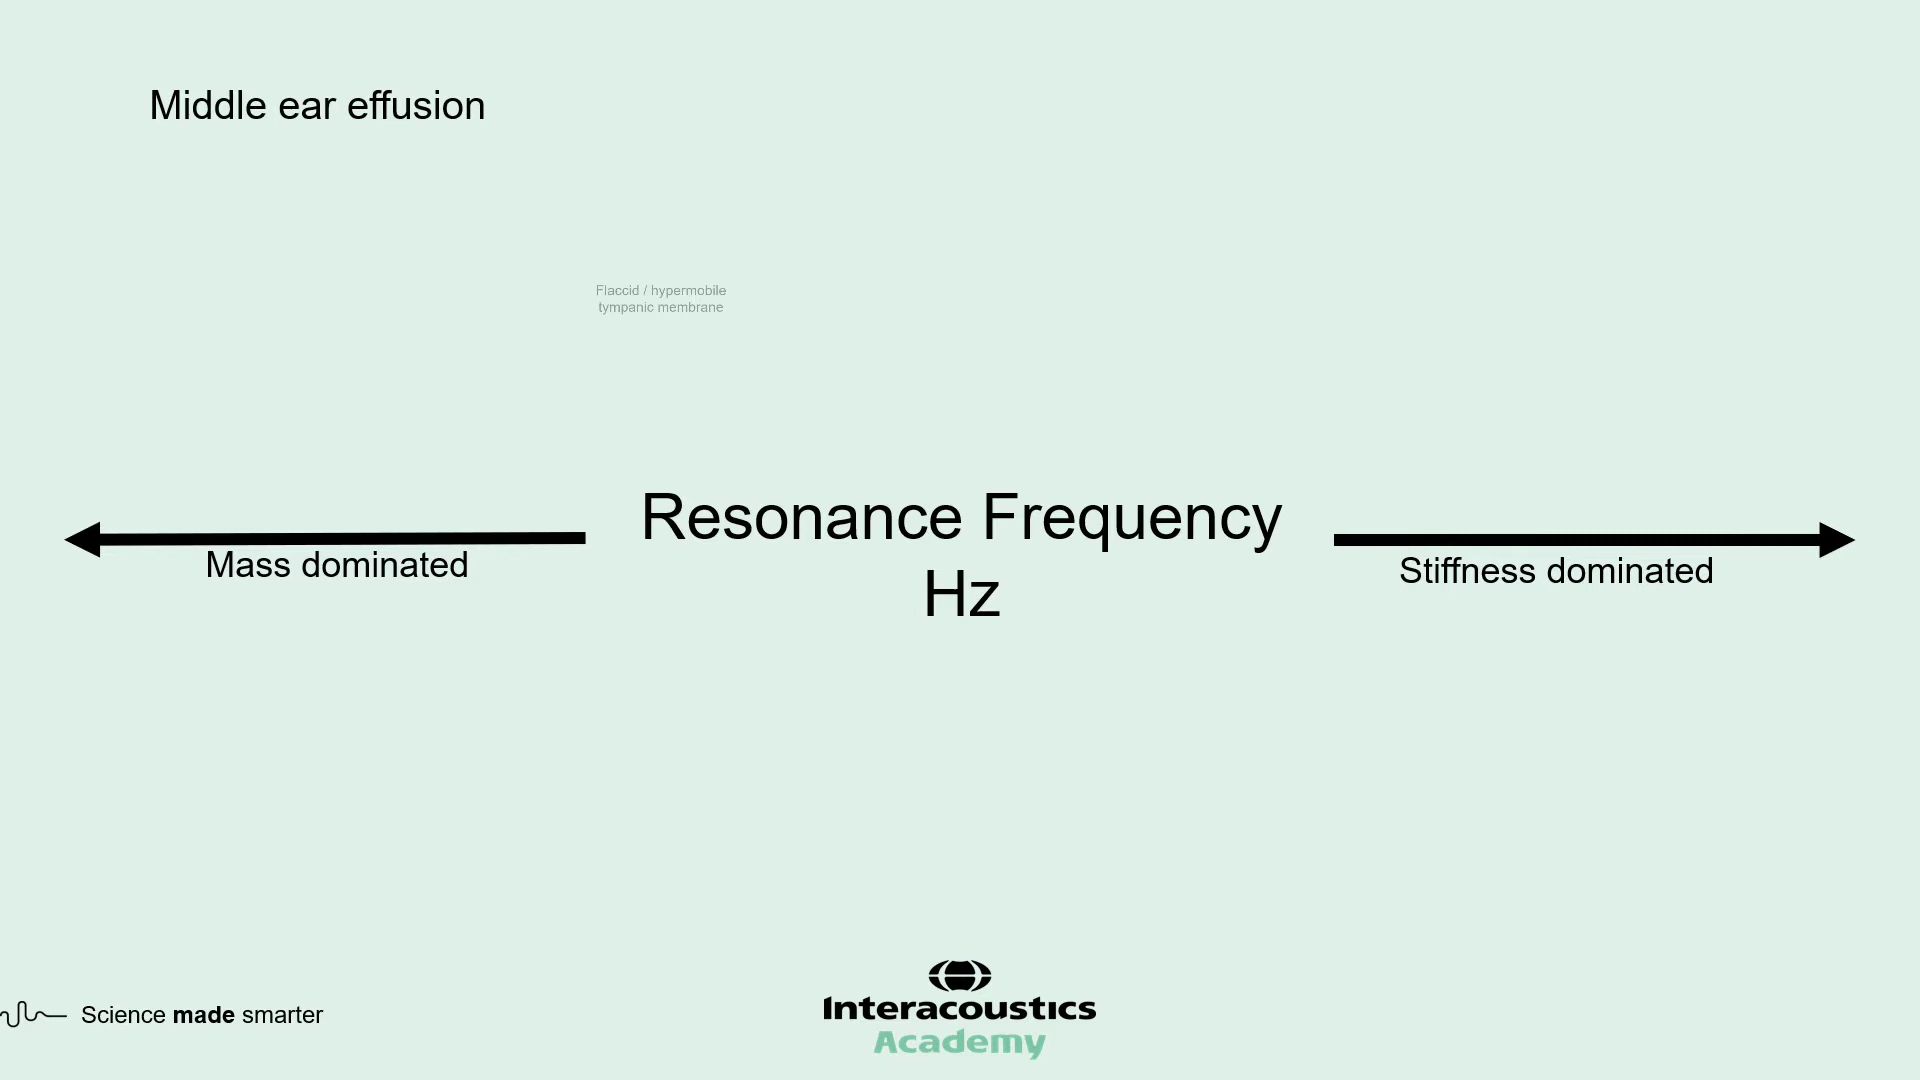 Middle ear effusion
Flaccid / hypermobile
tympanic membrane
Resonance Frequency
Hz
Mass dominated
Stiffness dominated
Science made smarter
Interacoustics
Academy